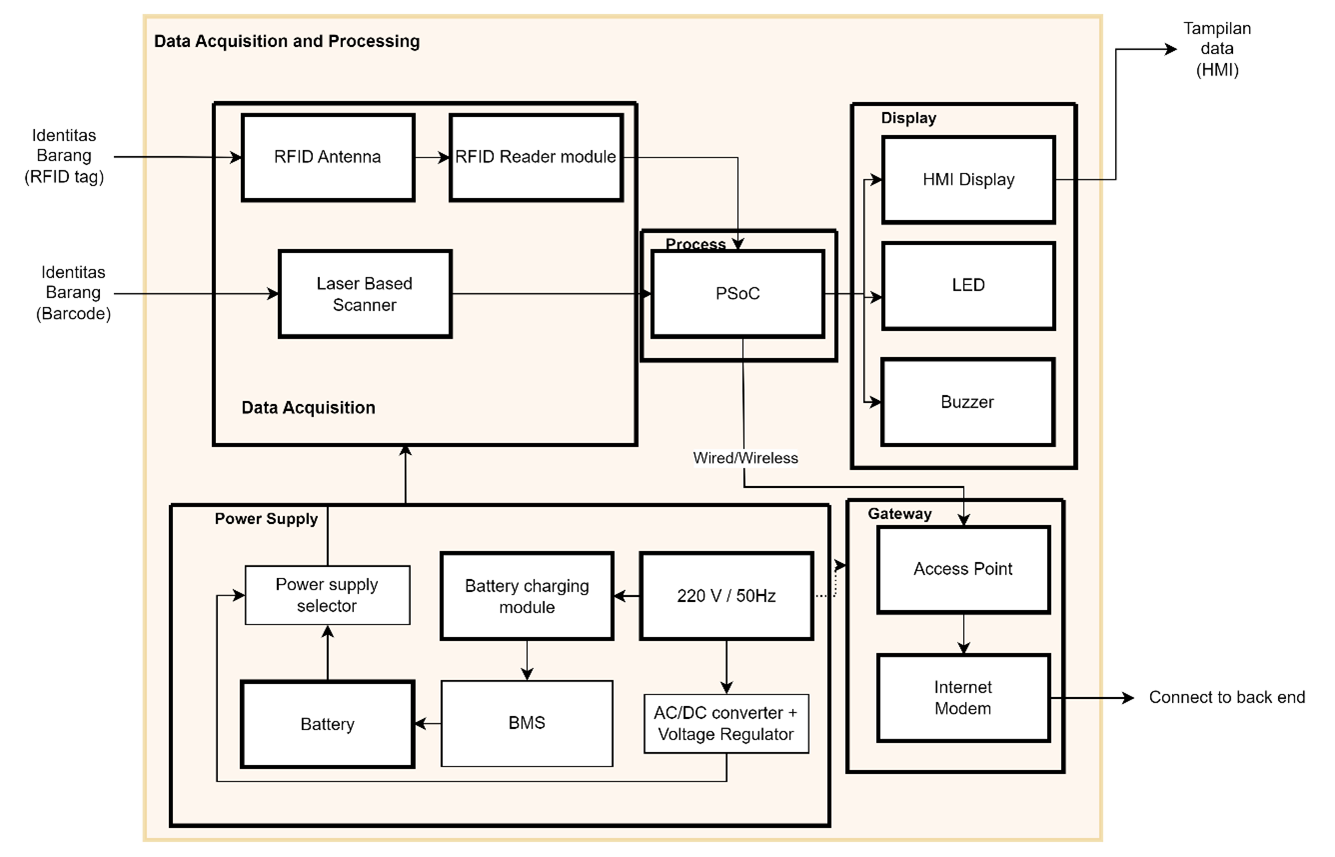 Data Acquisition and Processing
Tampilan
data
(HMI)
Identitas
Barang
(RFID tag)
RFID Antenna
RFID Reader module
Display
HMI Display
Process
Identitas
Barang
(Barcode)
Laser Based
Scanner
PSoC
LED
Buzzer
Data Acquisition
Wired/Wireless
Power Supply
Gateway
Power supply
selector
Battery charging
module
220 V / 50Hz
Access Point
Battery
BMS
AC/DC converter +
Voltage Regulator
Internet
Modem
Connect to back end